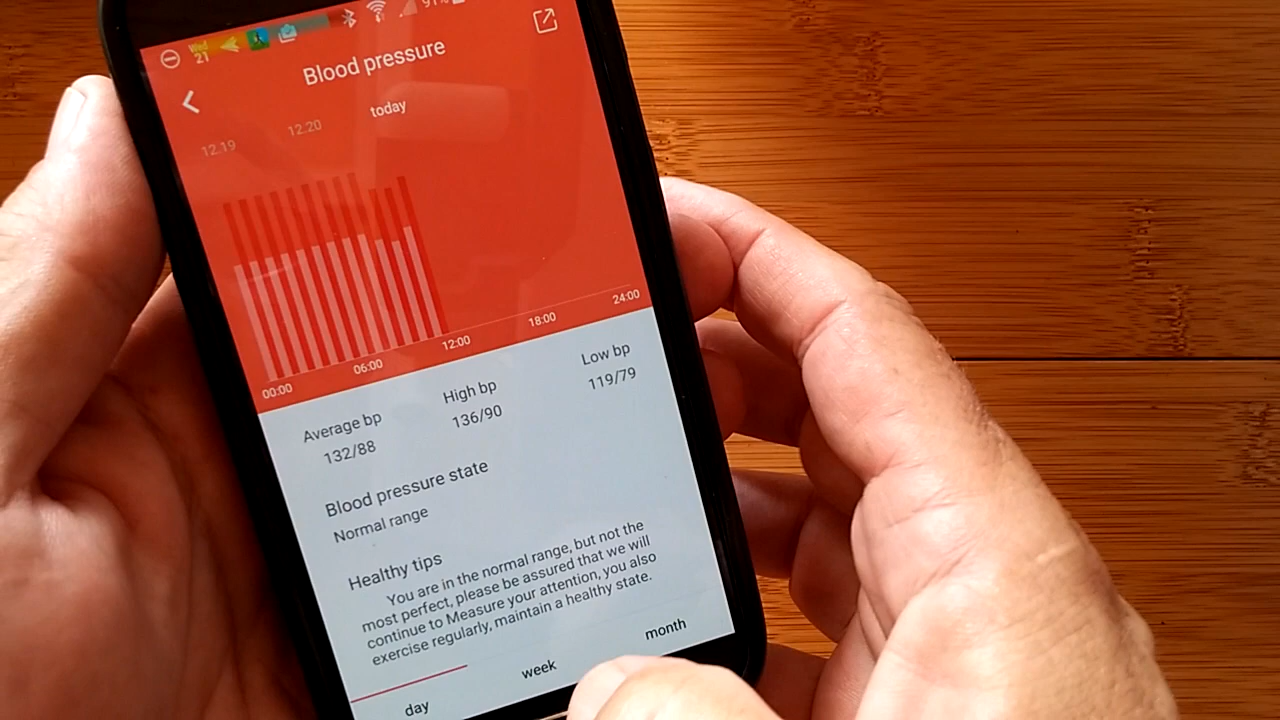 Wed
21
91%
Blood pressure
12.19
12.20
today
00:00
06:00
12:00
18:00
24:00
Average bp
High bp
Low bp
132/88
136/90
119/79
Blood pressure state
Normal range
Healthy tips
You are in the normal range, but not the
most perfect, please be assured that we will
continue to Measure your attention, you also
exercise regularly, maintain a healthy state.
day
week
month